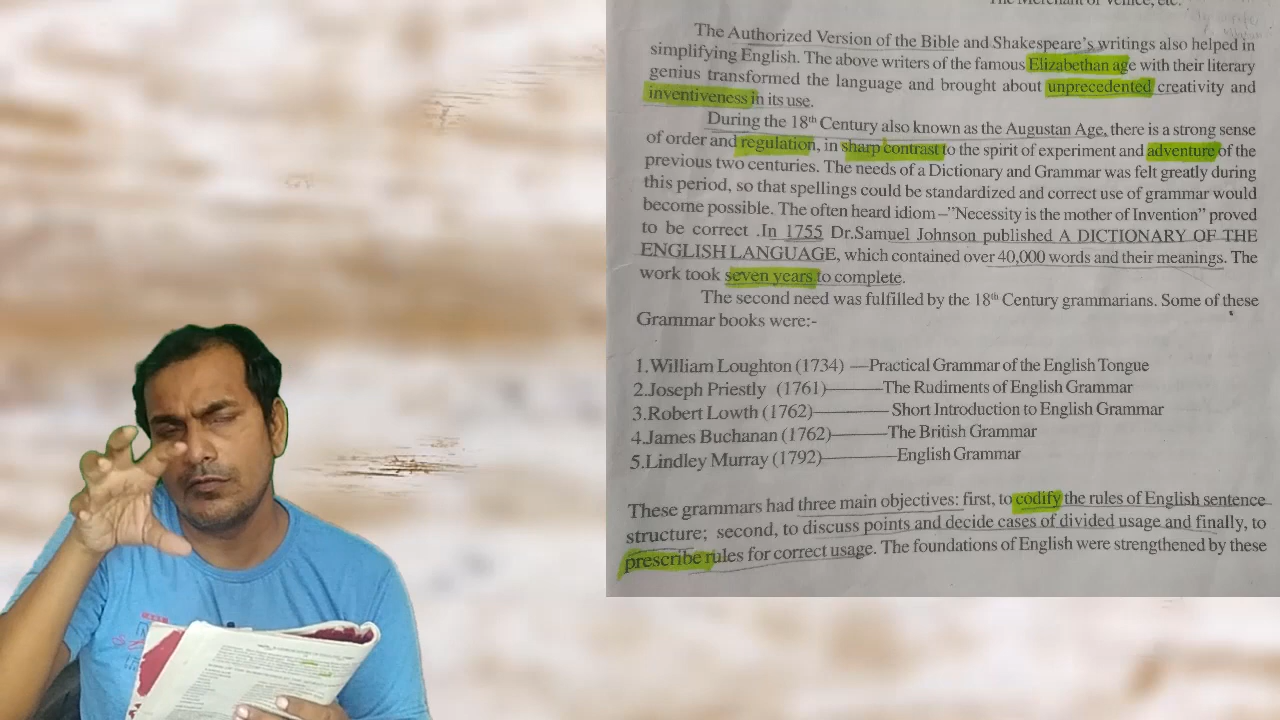 The Merchant of Venice, etc.
The Authorized Version of the Bible and Shakespeare's writings also helped in
simplifying English. The above writers of the famous Elizabethan age with their literary
genius transformed the language and brought about unprecedented creativity and
inventiveness in its use.
During the 18th Century also known as the Augustan Age, there is a strong sense
of order and regulation, in sharp contrast to the spirit of experiment and adventure of the
previous two centuries. The needs of a Dictionary and Grammar was felt greatly during
this period, so that spellings could be standardized and correct use of grammar would
become possible. The often heard idiom–"Necessity is the mother of Invention" proved
to be correct .In 1755 Dr.Samuel Johnson published A DICTIONARY OF THE
ENGLISH LANGUAGE, which contained over 40,000 words and their meanings. The
work took seven years to complete.
The second need was fulfilled by the 18th Century grammarians. Some of these
Grammar books were:-
1.William Loughton (1734) —Practical Grammar of the English Tongue
2.Joseph Priestly (1761)———The Rudiments of English Grammar
3.Robert Lowth (1762)——— Short Introduction to English Grammar
4.James Buchanan (1762)———The British Grammar
5.Lindley Murray (1792)————English Grammar
These grammars had three main objectives: first, to codify the rules of English sentence
structure; second, to discuss points and decide cases of divided usage and finally, to
prescribe rules for correct usage. The foundations of English were strengthened by these